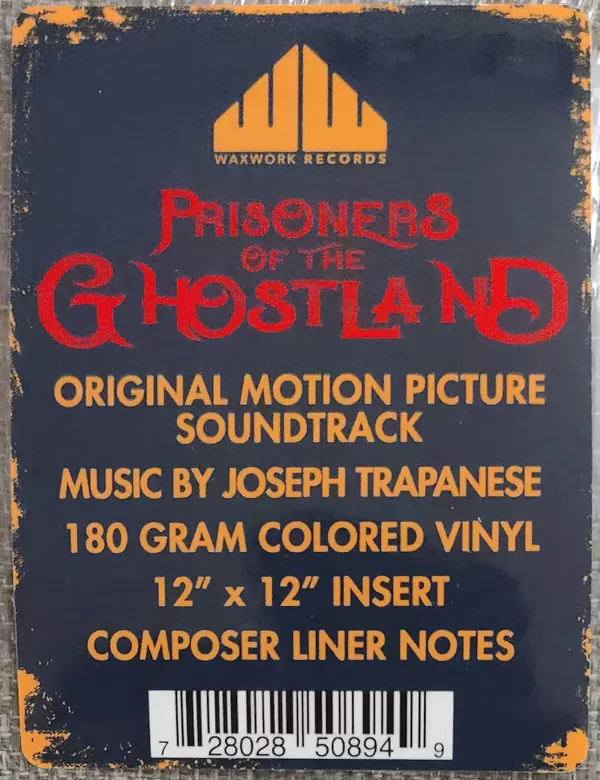 WAXWORK RECORDS
PRISONERS
OF THE
GHOSTLAND
ORIGINAL MOTION PICTURE
SOUNDTRACK
MUSIC BY JOSEPH TRAPANESE
180 GRAM COLORED VINYL
12" x 12" INSERT
COMPOSER LINER NOTES
7 28028 50894 9